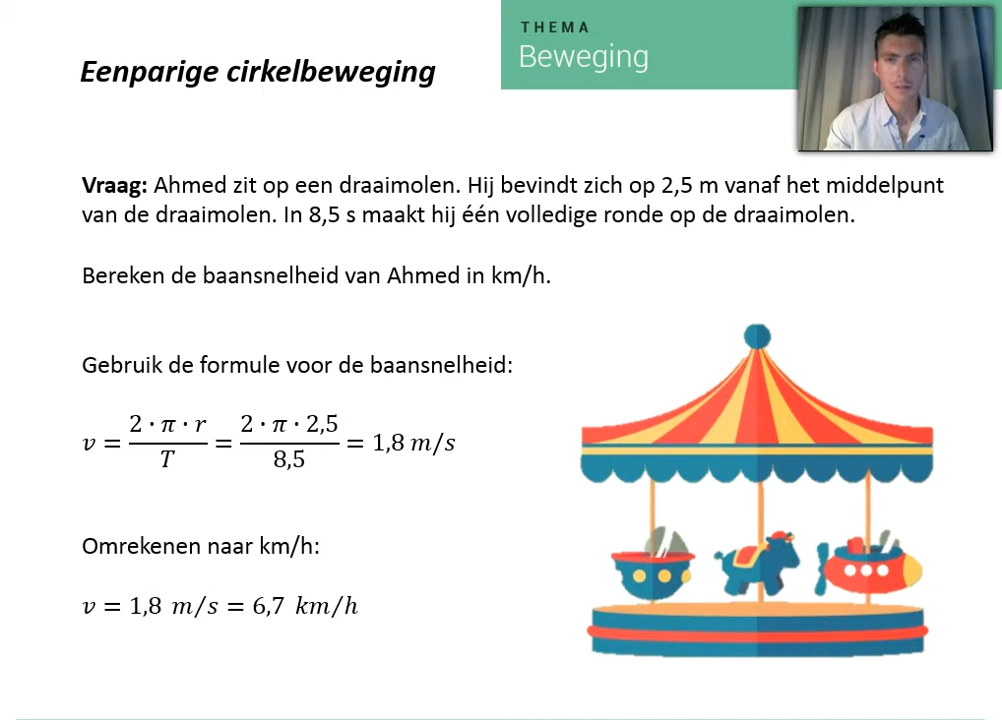 THEMA
Beweging
Eenparige cirkelbeweging
Vraag: Ahmed zit op een draaimolen. Hij bevindt zich op 2,5 m vanaf het middelpunt
van de draaimolen. In 8,5 s maakt hij één volledige ronde op de draaimolen.
Bereken de baansnelheid van Ahmed in km/h.
Gebruik de formule voor de baansnelheid:
v = (2 · π · r)/T = (2 · π · 2,5)/8,5 = 1,8 m/s
Omrekenen naar km/h:
v = 1,8 m/s = 6,7 km/h